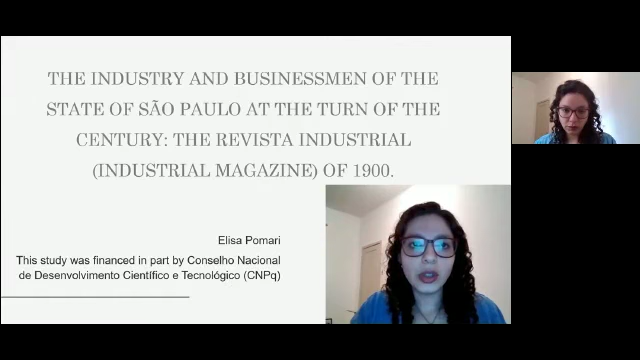 THE INDUSTRY AND BUSINESSMEN OF THE
STATE OF SÃO PAULO AT THE TURN OF THE
CENTURY: THE REVISTA INDUSTRIAL
(INDUSTRIAL MAGAZINE) OF 1900.
Elisa Pomari
This study was financed in part by Conselho Nacional
de Desenvolvimento Científico e Tecnológico (CNPq)